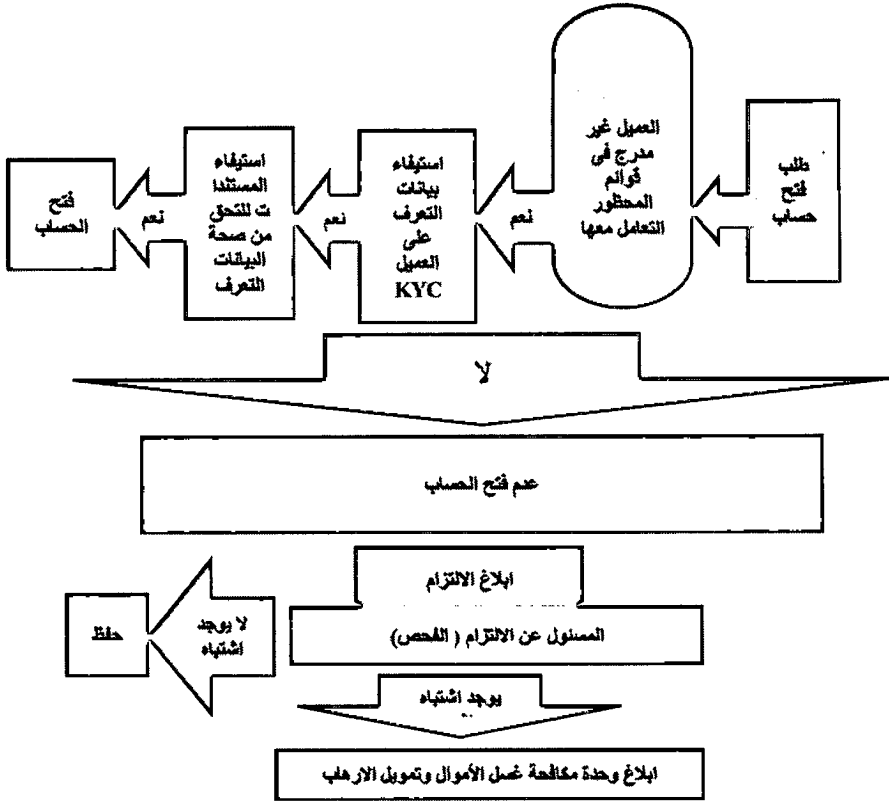 طلب
فتح
حساب
العميل غير
مدرج فى
قوائم
المحظور
التعامل معها
نعم
استيفاء
بيانات
التعرف
على
العميل
KYC
نعم
استيفاء
المستندا
ت للتحق
من صحة
البيانات
التعرف
نعم
فتح
الحساب
لا
عدم فتح الحساب
ابلاغ الالتزام
المسئول عن الالتزام ( الفحص)
لا يوجد
اشتباه
حفظ
يوجد اشتباه
ابلاغ وحدة مكافحة غسل الأموال وتمويل الارهاب